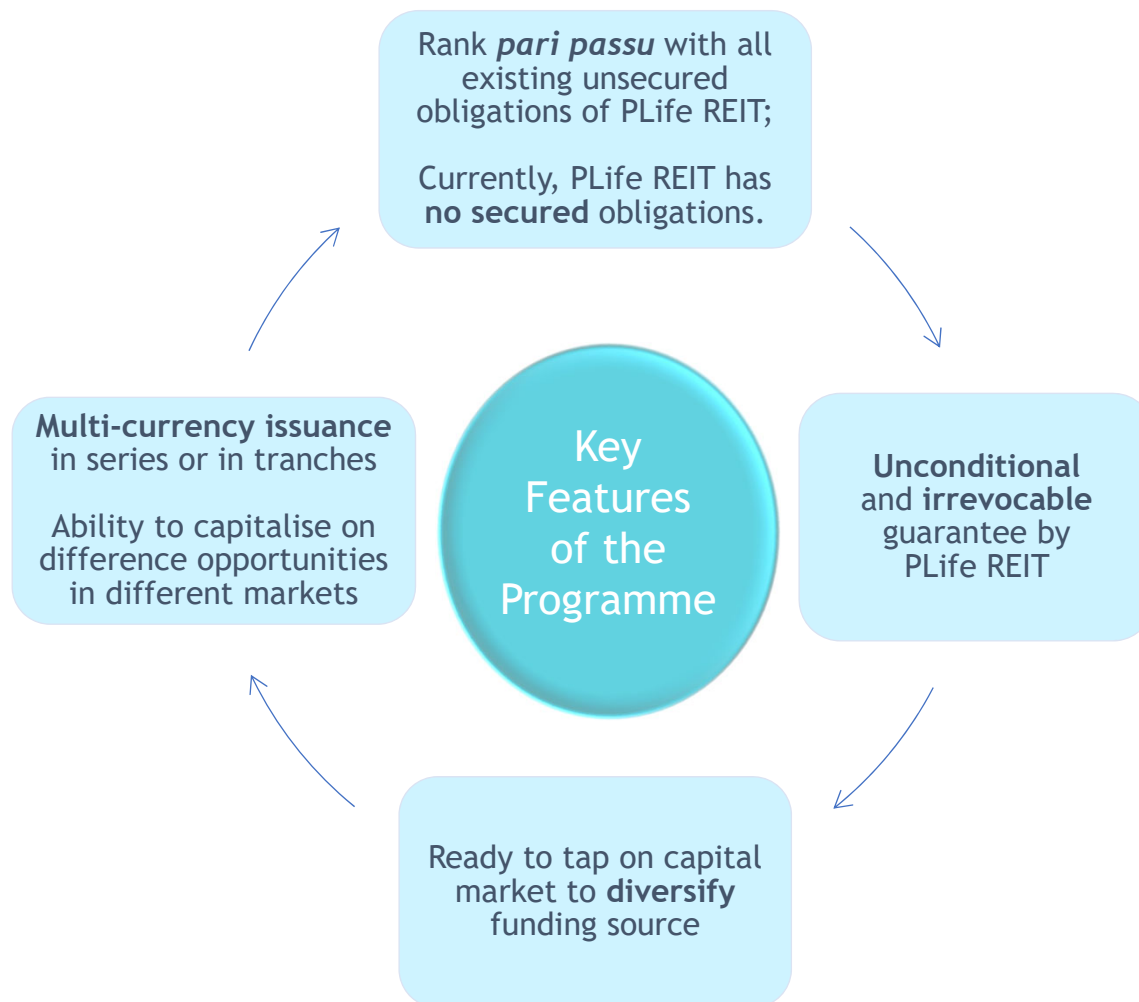 Rank pari passu with all
existing unsecured
obligations of PLife REIT;
Currently, PLife REIT has
no secured obligations.
Multi-currency issuance
in series or in tranches
Ability to capitalise on
difference opportunities
in different markets
Key
Features
of the
Programme
Unconditional
and irrevocable
guarantee by
PLife REIT
Ready to tap on capital
market to diversify
funding source